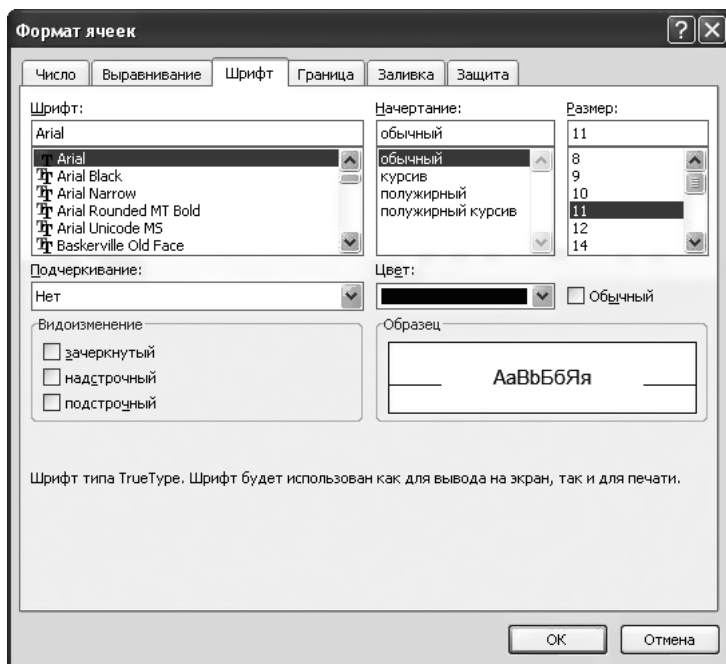 Формат ячеек
Число Выравнивание Шрифт Граница Заливка Защита
Шрифт: Начертание: Размер:
Arial обычный 11
Arial обычный 8
Arial Black курсив 9
Arial Narrow полужирный 10
Arial Rounded MT Bold полужирный курсив 11
Arial Unicode MS 12
Baskerville Old Face 14
Подчеркивание: Цвет:
Нет Обычный
Видоизменение Образец
зачеркнутый
надстрочный AaBbБбЯя
подстрочный
Шрифт типа TrueType. Шрифт будет использован как для вывода на экран, так и для печати.
ОК Отмена